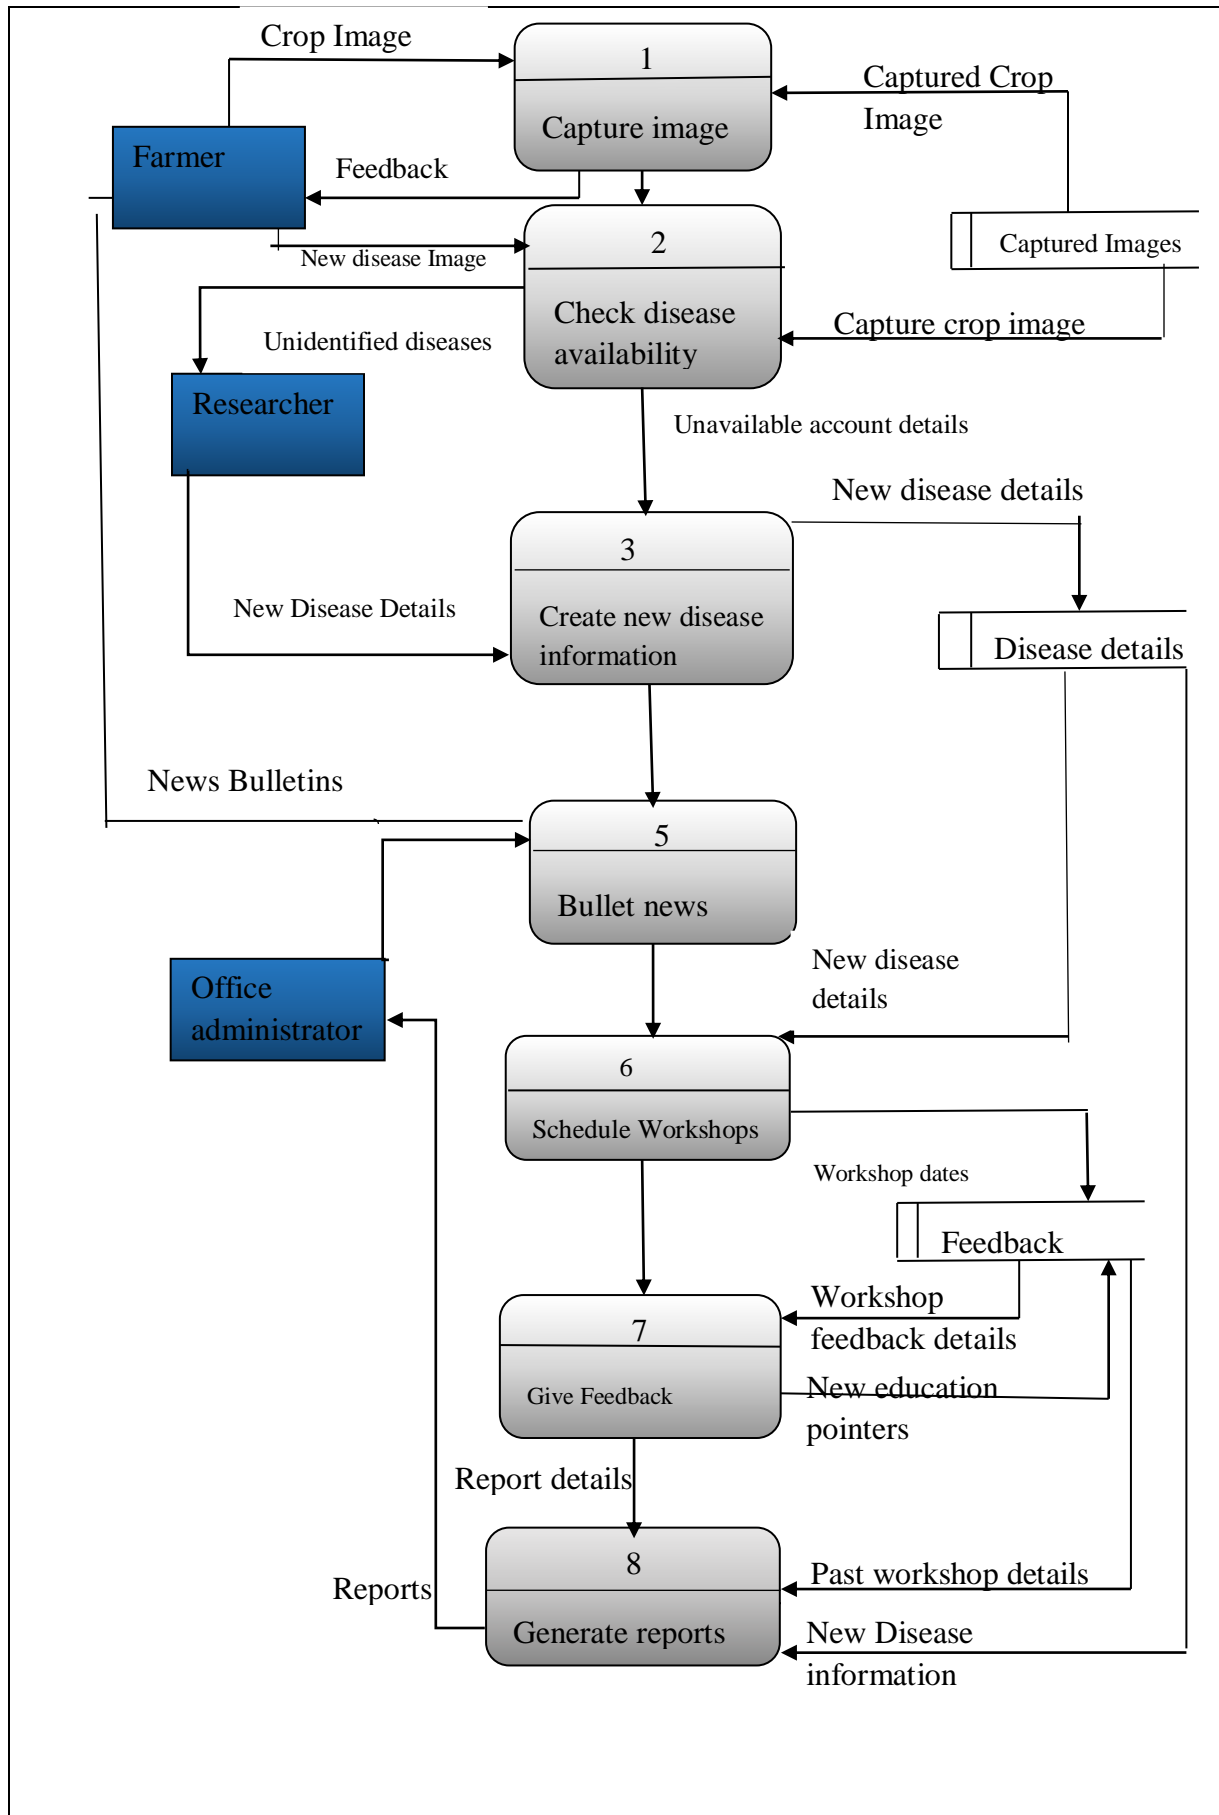 Crop Image
1
Captured Crop
Image
Capture image
Farmer
Feedback
2
New disease Image
Captured Images
Check disease
availability
Capture crop image
Unidentified diseases
Researcher
Unavailable account details
New disease details
3
New Disease Details
Create new disease
information
Disease details
News Bulletins
5
Bullet news
New disease
details
Office
administrator
6
Schedule Workshops
Workshop dates
Feedback
Workshop
feedback details
7
Give Feedback
New education
pointers
Report details
8
Past workshop details
Reports
Generate reports
New Disease
information